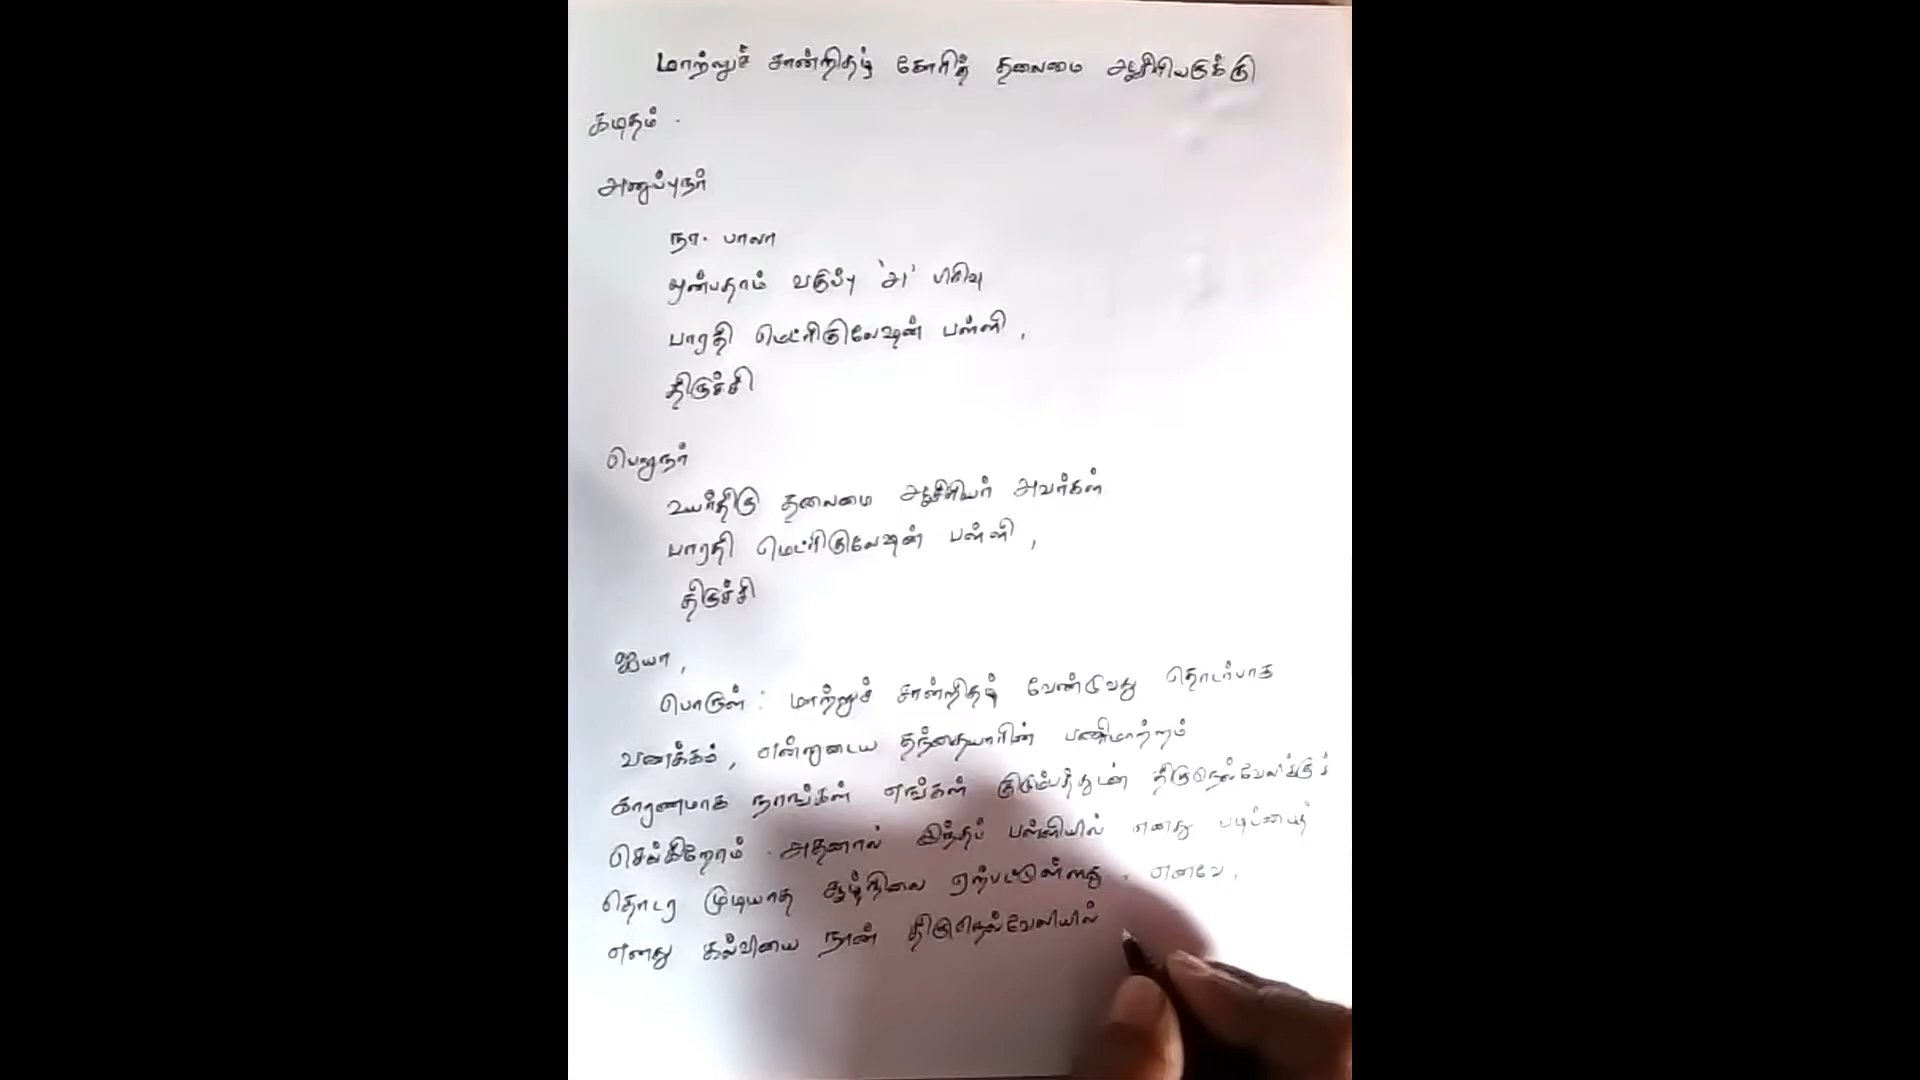 மாற்றுச் சான்றிதழ் கோரித் தலைமை ஆசிரியருக்கு
கடிதம் .
அனுப்புநர்
நா. பாலா
ஒன்பதாம் வகுப்பு 'அ' பிரிவு
பாரதி மெட்ரிகுலேஷன் பள்ளி ,
திருச்சி
பெறுநர்
உயர்திரு தலைமை ஆசிரியர் அவர்கள்
பாரதி மெட்ரிகுலேஷன் பள்ளி ,
திருச்சி
ஐயா ,
பொருள் : மாற்றுச் சான்றிதழ் வேண்டுவது தொடர்பாக
வணக்கம் , என்னுடைய தந்தையாரின் பணிமாற்றம்
காரணமாக நாங்கள் எங்கள் குடும்பத்துடன் திருநெல்வேலிக்குச்
செல்கிறோம் . அதனால் இந்தப் பள்ளியில் எனது படிப்பைத்
தொடர முடியாத சூழ்நிலை ஏற்பட்டுள்ளது . எனவே ,
எனது கல்வியை நான் திருநெல்வேலியில்